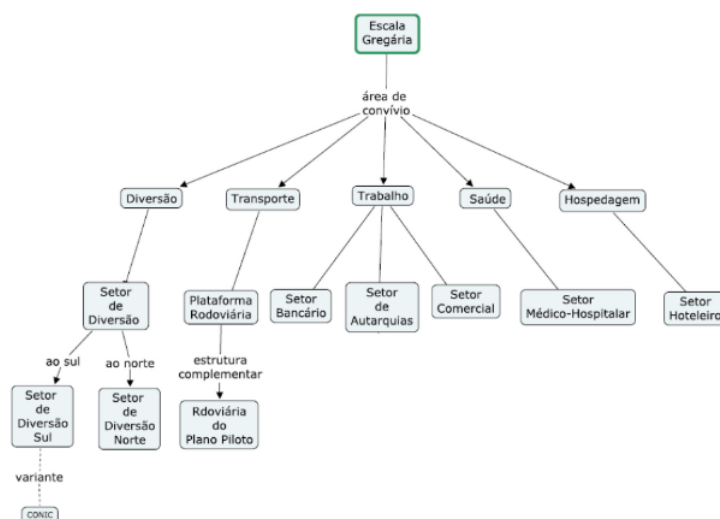 Escala
Gregária
área de
convívio
Diversão
Transporte
Trabalho
Saúde
Hospedagem
Setor
de
Diversão
Plataforma
Rodoviária
Setor
Bancário
Setor
de
Autarquias
Setor
Comercial
Setor
Médico-Hospitalar
Setor
Hoteleiro
ao sul
ao norte
estrutura
complementar
Setor
de
Diversão
Sul
Setor
de
Diversão
Norte
Rdoviária
do
Plano Piloto
variante
CONIC